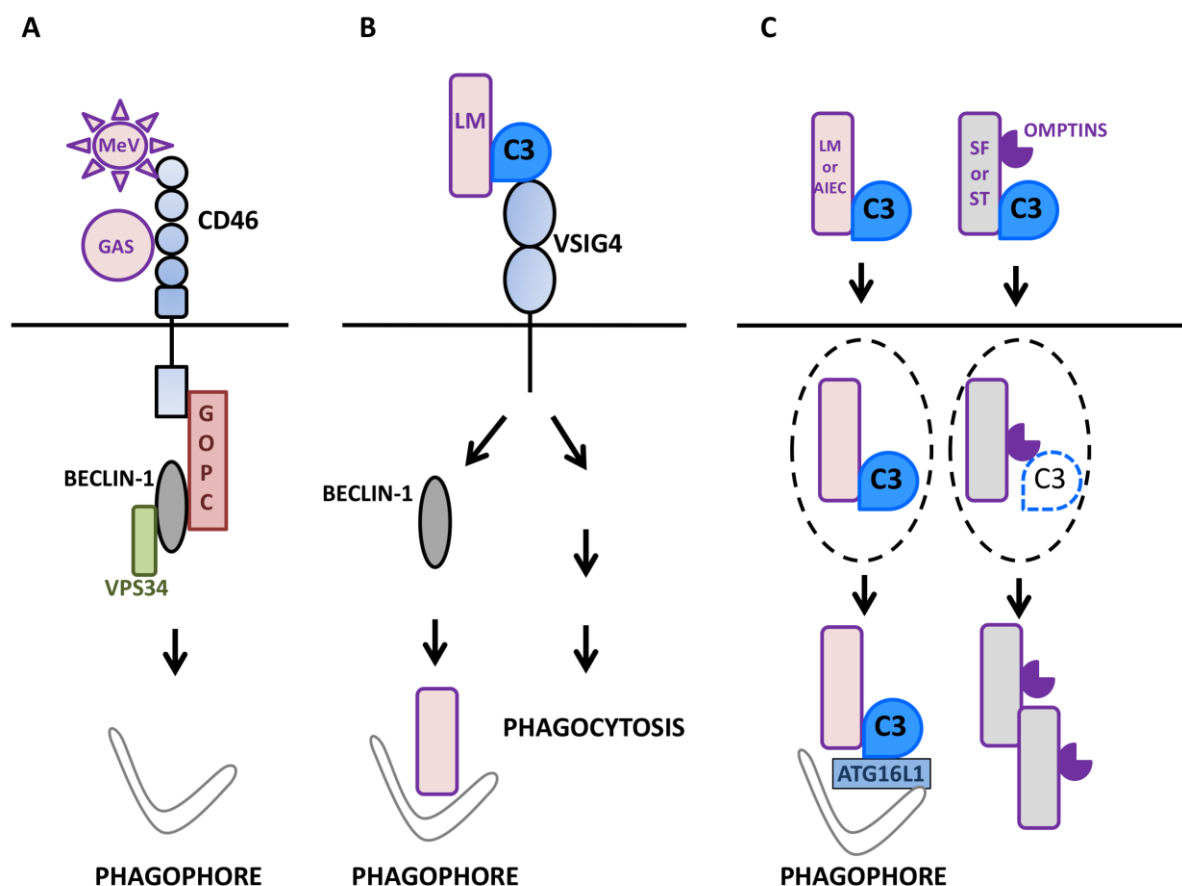 A
MeV
GAS
CD46
G
O
P
C
BECLIN-1
VPS34
PHAGOPHORE
B
LM
C3
VSIG4
BECLIN-1
PHAGOCYTOSIS
PHAGOPHORE
C
LM
or
AIEC
C3
SF
or
ST
OMPTINS
C3
C3
C3
C3
ATG16L1
PHAGOPHORE